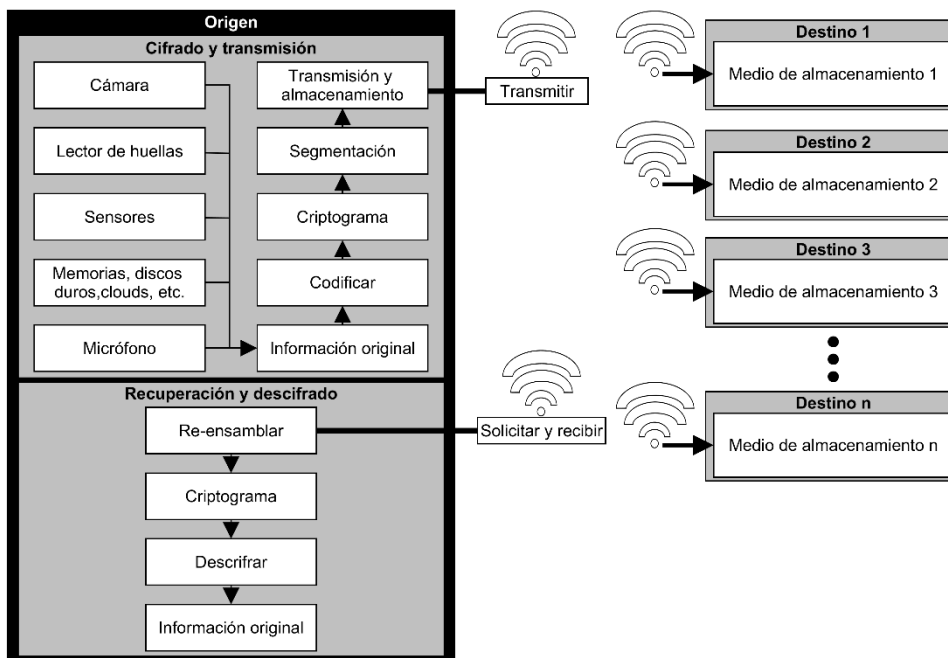 Origen
Cifrado y transmisión
Cámara
Lector de huellas
Sensores
Memorias, discos
duros,clouds, etc.
Micrófono
Transmisión y
almacenamiento
Segmentación
Criptograma
Codificar
Información original
Transmitir
Recuperación y descifrado
Re-ensamblar
Criptograma
Descrifrar
Información original
Solicitar y recibir
Destino 1
Medio de almacenamiento 1
Destino 2
Medio de almacenamiento 2
Destino 3
Medio de almacenamiento 3
Destino n
Medio de almacenamiento n